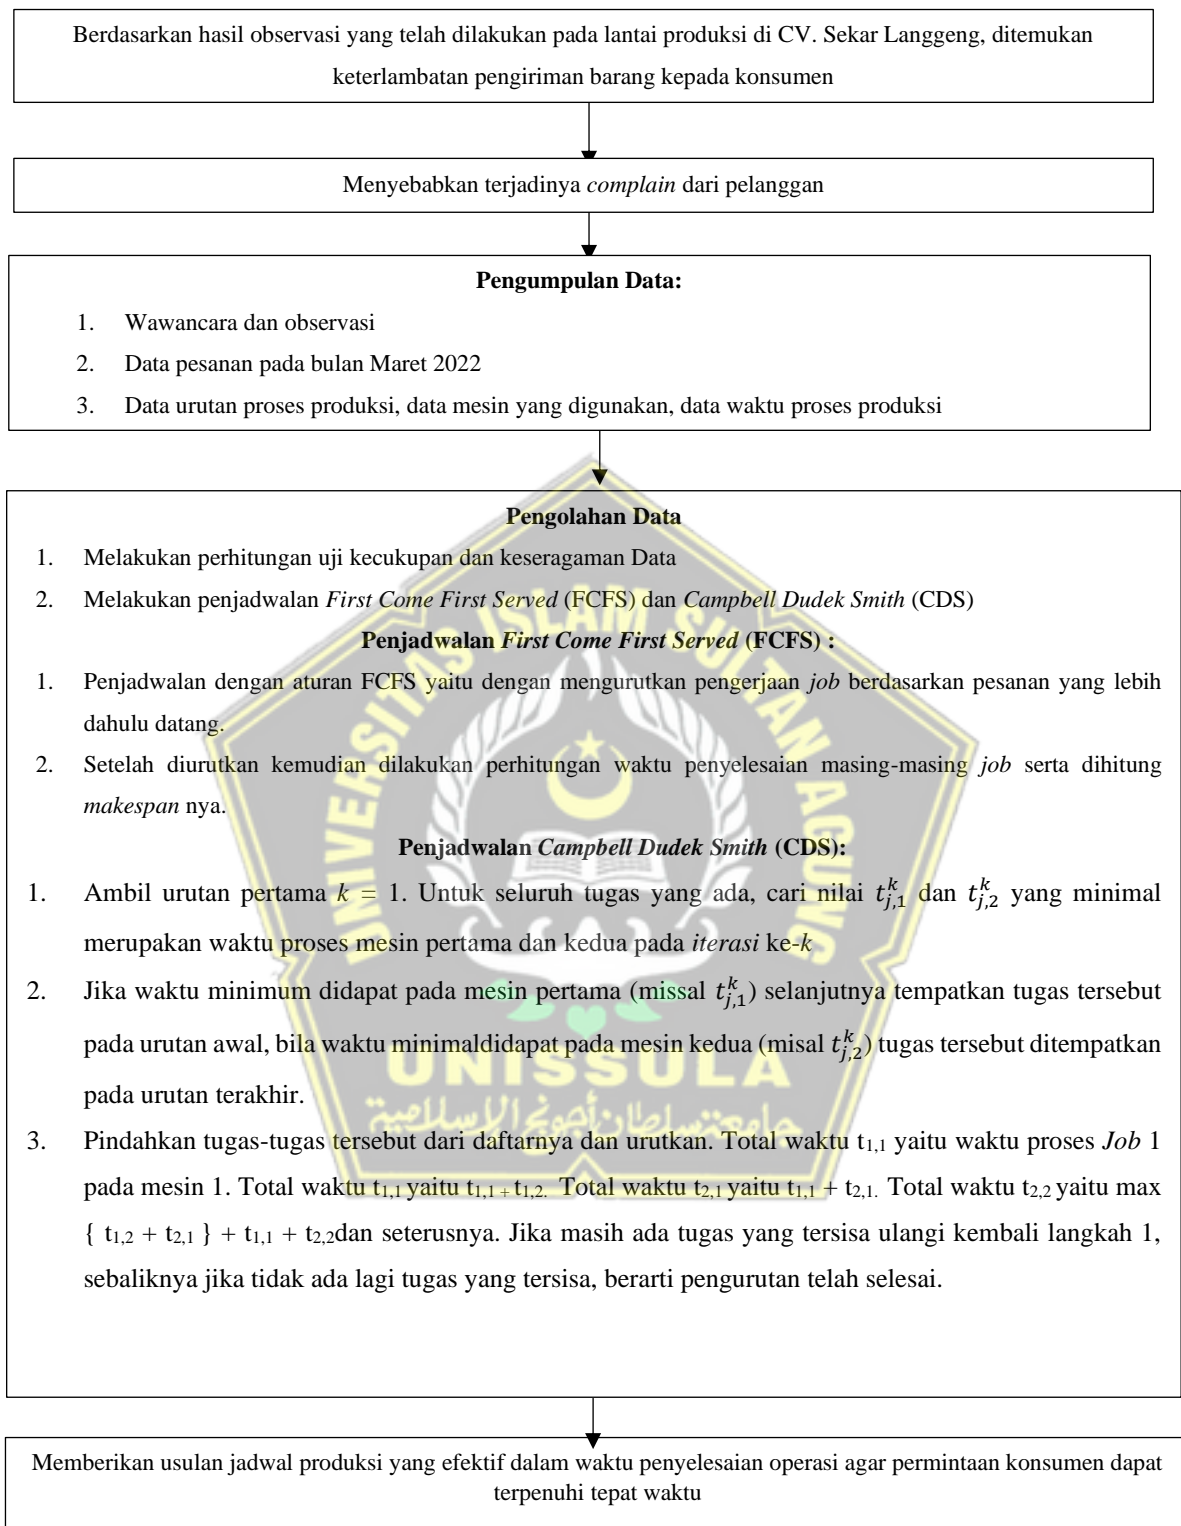 Berdasarkan hasil observasi yang telah dilakukan pada lantai produksi di CV. Sekar Langgeng, ditemukan
keterlambatan pengiriman barang kepada konsumen
Menyebabkan terjadinya complain dari pelanggan
Pengumpulan Data:
1. Wawancara dan observasi
2. Data pesanan pada bulan Maret 2022
3. Data urutan proses produksi, data mesin yang digunakan, data waktu proses produksi
Pengolahan Data
1. Melakukan perhitungan uji kecukupan dan keseragaman Data
2. Melakukan penjadwalan First Come First Served (FCFS) dan Campbell Dudek Smith (CDS)
Penjadwalan First Come First Served (FCFS) :
1. Penjadwalan dengan aturan FCFS yaitu dengan mengurutkan pengerjaan job berdasarkan pesanan yang lebih
dahulu datang.
2. Setelah diurutkan kemudian dilakukan perhitungan waktu penyelesaian masing-masing job serta dihitung
makespan nya.
Penjadwalan Campbell Dudek Smith (CDS):
1. Ambil urutan pertama k = 1. Untuk seluruh tugas yang ada, cari nilai $t_{j,1}^k$ dan $t_{j,2}^k$ yang minimal
merupakan waktu proses mesin pertama dan kedua pada iterasi ke-k
2. Jika waktu minimum didapat pada mesin pertama (missal $t_{j,1}^k$) selanjutnya tempatkan tugas tersebut
pada urutan awal, bila waktu minimaldidapat pada mesin kedua (misal $t_{j,2}^k$) tugas tersebut ditempatkan
pada urutan terakhir.
3. Pindahkan tugas-tugas tersebut dari daftarnya dan urutkan. Total waktu t1,1 yaitu waktu proses Job 1
pada mesin 1. Total waktu t1,1 yaitu t1,1 + t1,2. Total waktu t2,1 yaitu t1,1 + t2,1. Total waktu t2,2 yaitu max
{ t1,2 + t2,1 } + t1,1 + t2,2dan seterusnya. Jika masih ada tugas yang tersisa ulangi kembali langkah 1,
sebaliknya jika tidak ada lagi tugas yang tersisa, berarti pengurutan telah selesai.
Memberikan usulan jadwal produksi yang efektif dalam waktu penyelesaian operasi agar permintaan konsumen dapat
terpenuhi tepat waktu
UNIVERSITAS ISLAM SULTAN AGUNG
UNISSULA
جامعة سلطان أجونج الإسلامية